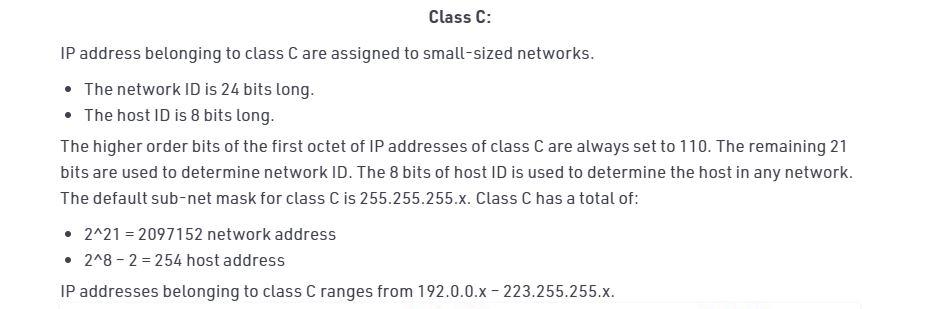 Class C:
IP address belonging to class C are assigned to small-sized networks.
• The network ID is 24 bits long.
• The host ID is 8 bits long.
The higher order bits of the first octet of IP addresses of class C are always set to 110. The remaining 21
bits are used to determine network ID. The 8 bits of host ID is used to determine the host in any network.
The default sub-net mask for class C is 255.255.255.x. Class C has a total of:
• 2^21 = 2097152 network address
• 2^8 – 2 = 254 host address
IP addresses belonging to class C ranges from 192.0.0.x – 223.255.255.x.